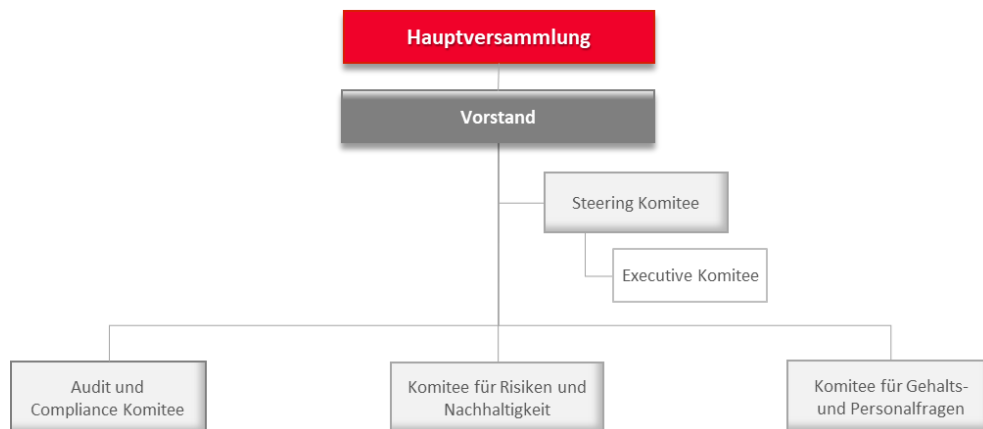 Hauptversammlung
Vorstand
Steering Komitee
Executive Komitee
Audit und
Compliance Komitee
Komitee für Risiken und
Nachhaltigkeit
Komitee für Gehalts-
und Personalfragen